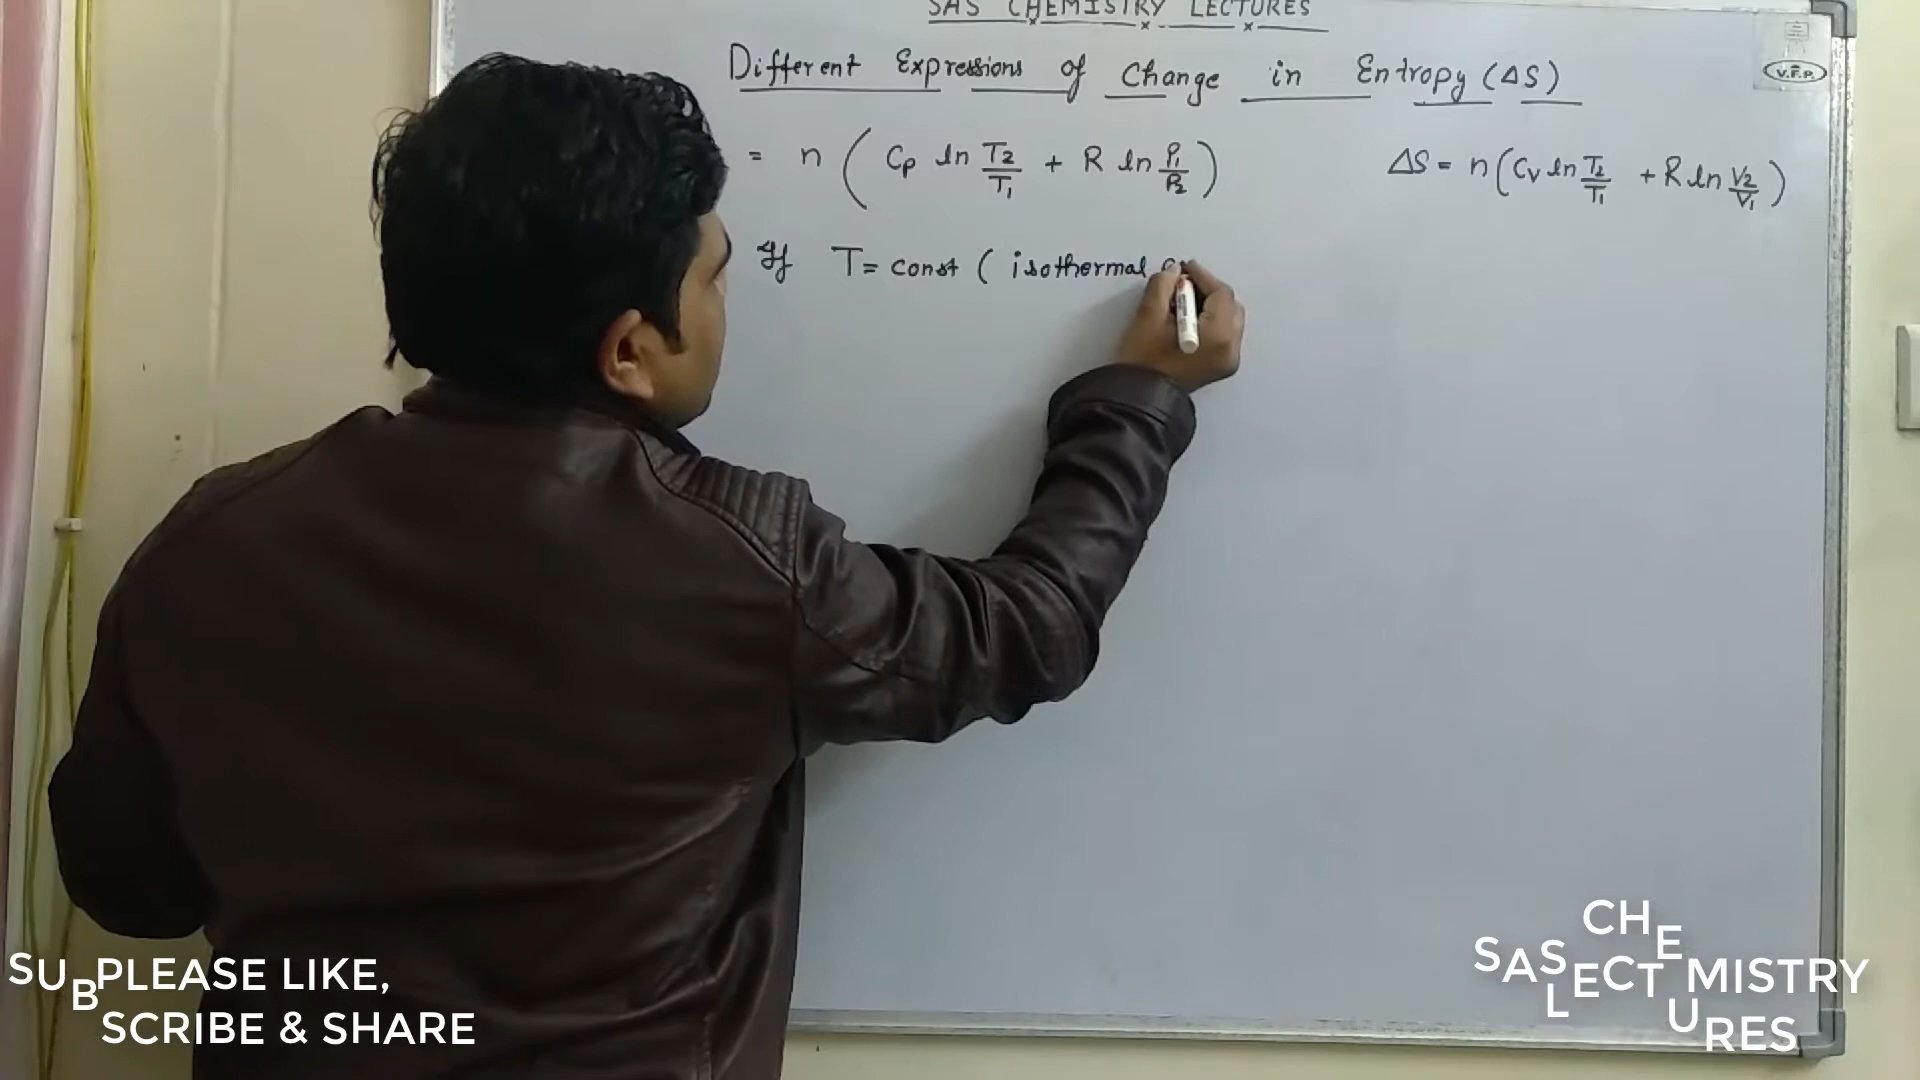 SAS CHEMISTRY LECTURES
Different Expressions of Change in Entropy (ΔS)
= n ( Cp ln T2/T1 + R ln P1/P2 )
ΔS = n ( Cv ln T2/T1 + R ln V2/V1 )
If T = const ( isothermal
V.F.P.
PLEASE LIKE,
SUBSCRIBE & SHARE
SAS CHEMISTRY
LECTURES